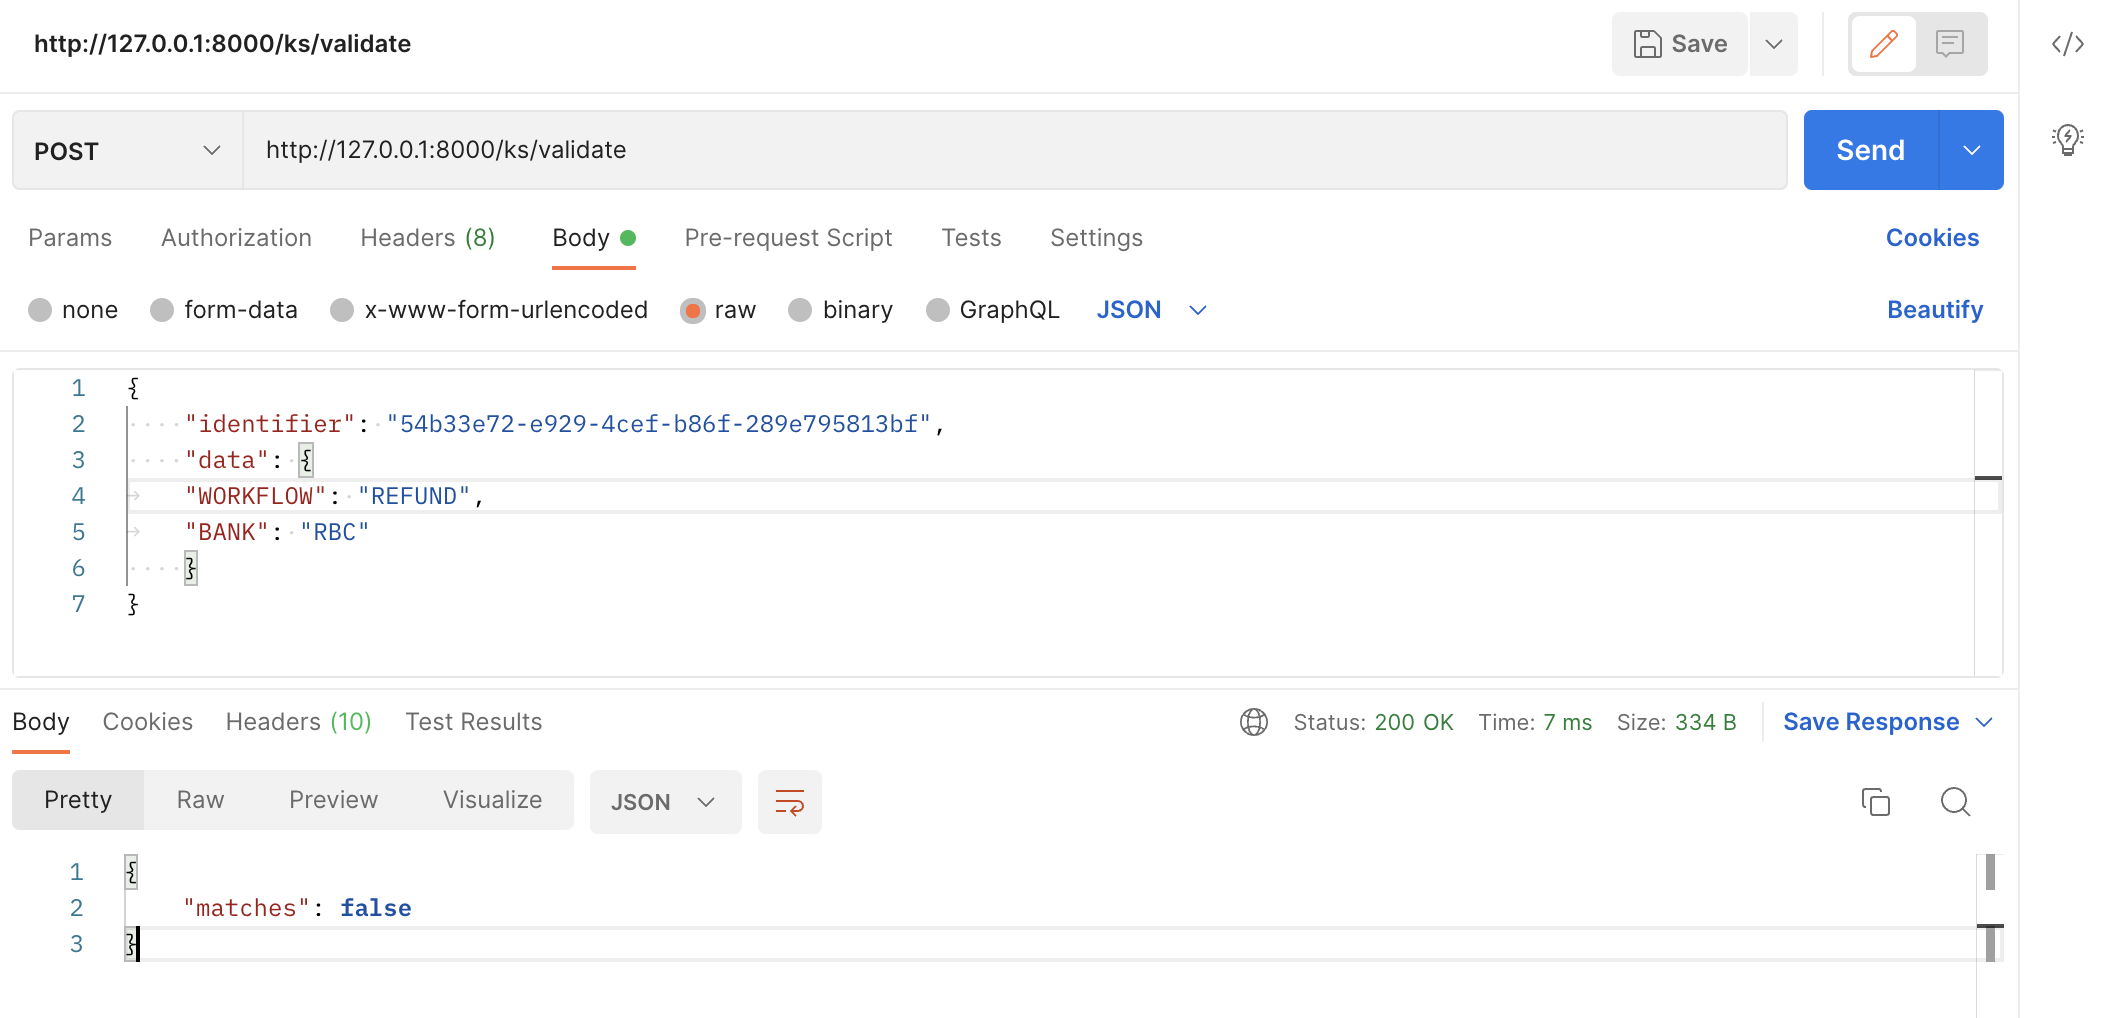 http://127.0.0.1:8000/ks/validate
Save
POST
http://127.0.0.1:8000/ks/validate
Send
Params Authorization Headers (8) Body Pre-request Script Tests Settings Cookies
none form-data x-www-form-urlencoded raw binary GraphQL JSON Beautify
1 {
2 "identifier": "54b33e72-e929-4cef-b86f-289e795813bf",
3 "data": {
4 "WORKFLOW": "REFUND",
5 "BANK": "RBC"
6 }
7 }
Body Cookies Headers (10) Test Results Status: 200 OK Time: 7 ms Size: 334 B Save Response
Pretty Raw Preview Visualize JSON
1 {
2 "matches": false
3 }